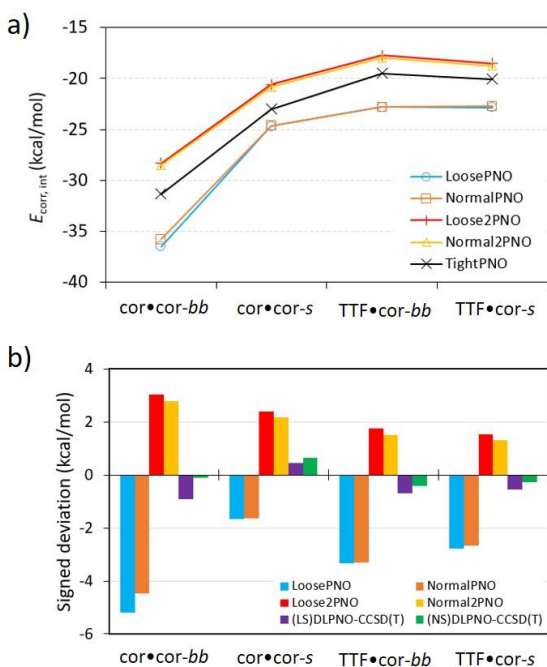 a)
-15
-20
-25
-30
-35
-40
E_corr, int (kcal/mol)
LoosePNO
NormalPNO
Loose2PNO
Normal2PNO
TightPNO
cor•cor-bb cor•cor-s TTF•cor-bb TTF•cor-s
b)
4
2
0
-2
-4
-6
Signed deviation (kcal/mol)
LoosePNO NormalPNO
Loose2PNO Normal2PNO
(LS)DLPNO-CCSD(T) (NS)DLPNO-CCSD(T)
cor•cor-bb cor•cor-s TTF•cor-bb TTF•cor-s